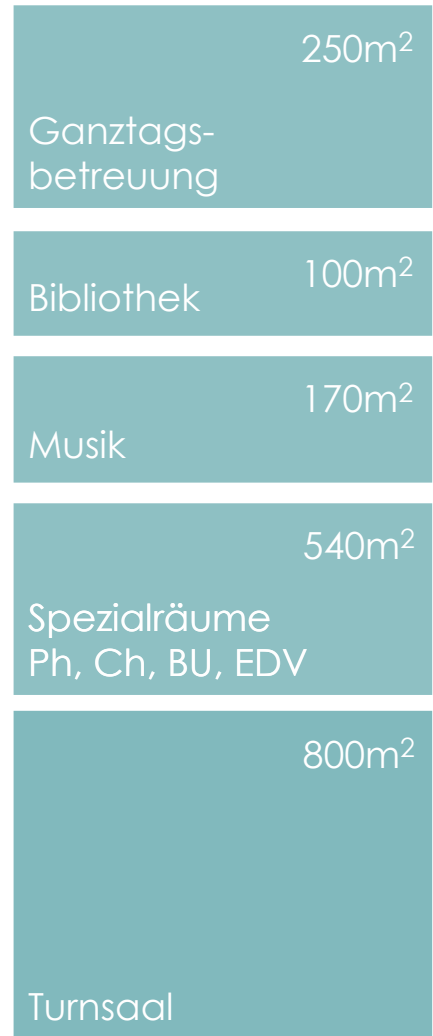 250m²
Ganztags-
betreuung
100m²
Bibliothek
170m²
Musik
540m²
Spezialräume
Ph, Ch, BU, EDV
800m²
Turnsaal